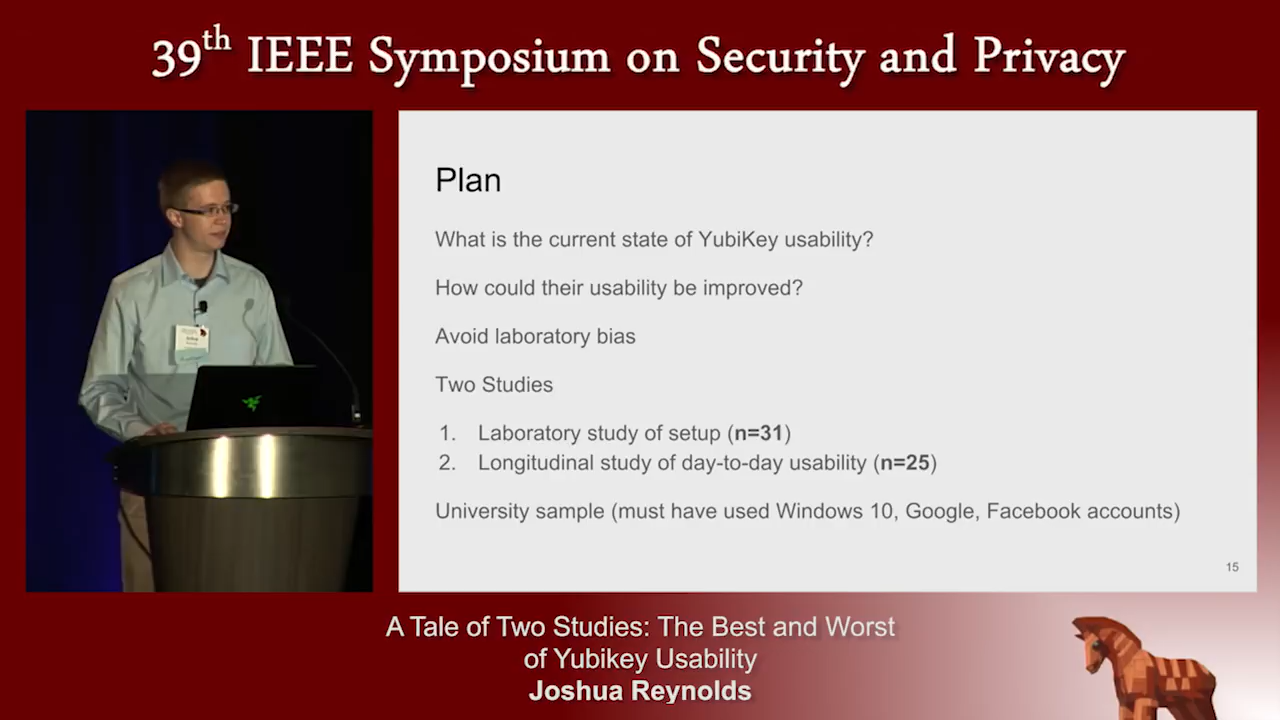 39th IEEE Symposium on Security and Privacy
Plan
What is the current state of YubiKey usability?
How could their usability be improved?
Avoid laboratory bias
Two Studies
1. Laboratory study of setup (n=31)
2. Longitudinal study of day-to-day usability (n=25)
University sample (must have used Windows 10, Google, Facebook accounts)
15
A Tale of Two Studies: The Best and Worst
of Yubikey Usability
Joshua Reynolds